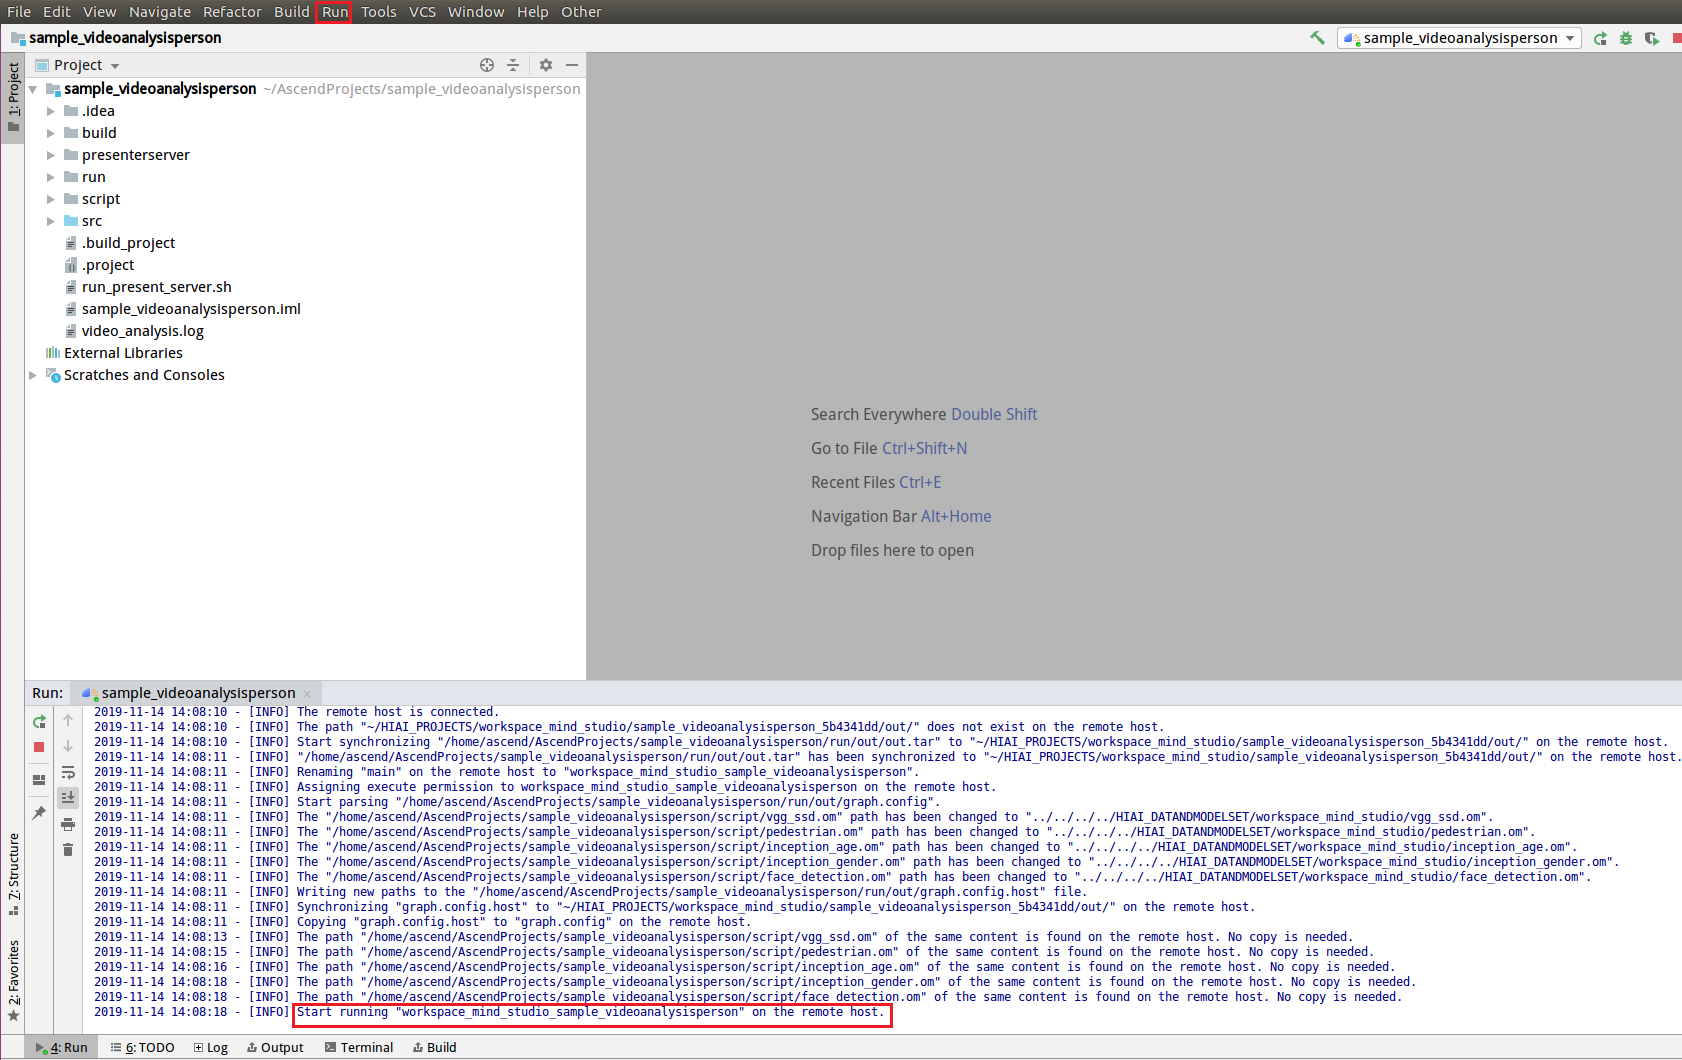 File Edit View Navigate Refactor Build Run Tools VCS Window Help Other
sample_videoanalysisperson
sample_videoanalysisperson
1: Project
Project
sample_videoanalysisperson ~/AscendProjects/sample_videoanalysisperson
.idea
build
presenterserver
run
script
src
.build_project
.project
run_present_server.sh
sample_videoanalysisperson.iml
video_analysis.log
External Libraries
Scratches and Consoles
Search Everywhere Double Shift
Go to File Ctrl+Shift+N
Recent Files Ctrl+E
Navigation Bar Alt+Home
Drop files here to open
Run: sample_videoanalysisperson
2019-11-14 14:08:10 - [INFO] The remote host is connected.
2019-11-14 14:08:10 - [INFO] The path "~/HIAI_PROJECTS/workspace_mind_studio/sample_videoanalysisperson_5b4341dd/out/" does not exist on the remote host.
2019-11-14 14:08:10 - [INFO] Start synchronizing "/home/ascend/AscendProjects/sample_videoanalysisperson/run/out/out.tar" to "~/HIAI_PROJECTS/workspace_mind_studio/sample_videoanalysisperson_5b4341dd/out/" on the remote host.
2019-11-14 14:08:11 - [INFO] "/home/ascend/AscendProjects/sample_videoanalysisperson/run/out/out.tar" has been synchronized to "~/HIAI_PROJECTS/workspace_mind_studio/sample_videoanalysisperson_5b4341dd/out/" on the remote host.
2019-11-14 14:08:11 - [INFO] Renaming "main" on the remote host to "workspace_mind_studio_sample_videoanalysisperson".
2019-11-14 14:08:11 - [INFO] Assigning execute permission to workspace_mind_studio_sample_videoanalysisperson on the remote host.
2019-11-14 14:08:11 - [INFO] Start parsing "/home/ascend/AscendProjects/sample_videoanalysisperson/run/out/graph.config".
2019-11-14 14:08:11 - [INFO] The "/home/ascend/AscendProjects/sample_videoanalysisperson/script/vgg_ssd.om" path has been changed to "../../../../HIAI_DATANDMODELSET/workspace_mind_studio/vgg_ssd.om".
2019-11-14 14:08:11 - [INFO] The "/home/ascend/AscendProjects/sample_videoanalysisperson/script/pedestrian.om" path has been changed to "../../../../HIAI_DATANDMODELSET/workspace_mind_studio/pedestrian.om".
2019-11-14 14:08:11 - [INFO] The "/home/ascend/AscendProjects/sample_videoanalysisperson/script/inception_age.om" path has been changed to "../../../../HIAI_DATANDMODELSET/workspace_mind_studio/inception_age.om".
2019-11-14 14:08:11 - [INFO] The "/home/ascend/AscendProjects/sample_videoanalysisperson/script/inception_gender.om" path has been changed to "../../../../HIAI_DATANDMODELSET/workspace_mind_studio/inception_gender.om".
2019-11-14 14:08:11 - [INFO] The "/home/ascend/AscendProjects/sample_videoanalysisperson/script/face_detection.om" path has been changed to "../../../../HIAI_DATANDMODELSET/workspace_mind_studio/face_detection.om".
2019-11-14 14:08:11 - [INFO] Writing new paths to the "/home/ascend/AscendProjects/sample_videoanalysisperson/run/out/graph.config.host" file.
2019-11-14 14:08:11 - [INFO] Synchronizing "graph.config.host" to "~/HIAI_PROJECTS/workspace_mind_studio/sample_videoanalysisperson_5b4341dd/out/" on the remote host.
2019-11-14 14:08:11 - [INFO] Copying "graph.config.host" to "graph.config" on the remote host.
2019-11-14 14:08:13 - [INFO] The path "/home/ascend/AscendProjects/sample_videoanalysisperson/script/vgg_ssd.om" of the same content is found on the remote host. No copy is needed.
2019-11-14 14:08:15 - [INFO] The path "/home/ascend/AscendProjects/sample_videoanalysisperson/script/pedestrian.om" of the same content is found on the remote host. No copy is needed.
2019-11-14 14:08:16 - [INFO] The path "/home/ascend/AscendProjects/sample_videoanalysisperson/script/inception_age.om" of the same content is found on the remote host. No copy is needed.
2019-11-14 14:08:18 - [INFO] The path "/home/ascend/AscendProjects/sample_videoanalysisperson/script/inception_gender.om" of the same content is found on the remote host. No copy is needed.
2019-11-14 14:08:18 - [INFO] The path "/home/ascend/AscendProjects/sample_videoanalysisperson/script/face_detection.om" of the same content is found on the remote host. No copy is needed.
2019-11-14 14:08:18 - [INFO] Start running "workspace_mind_studio_sample_videoanalysisperson" on the remote host.
7: Structure
2: Favorites
4: Run 6: TODO Log Output Terminal Build